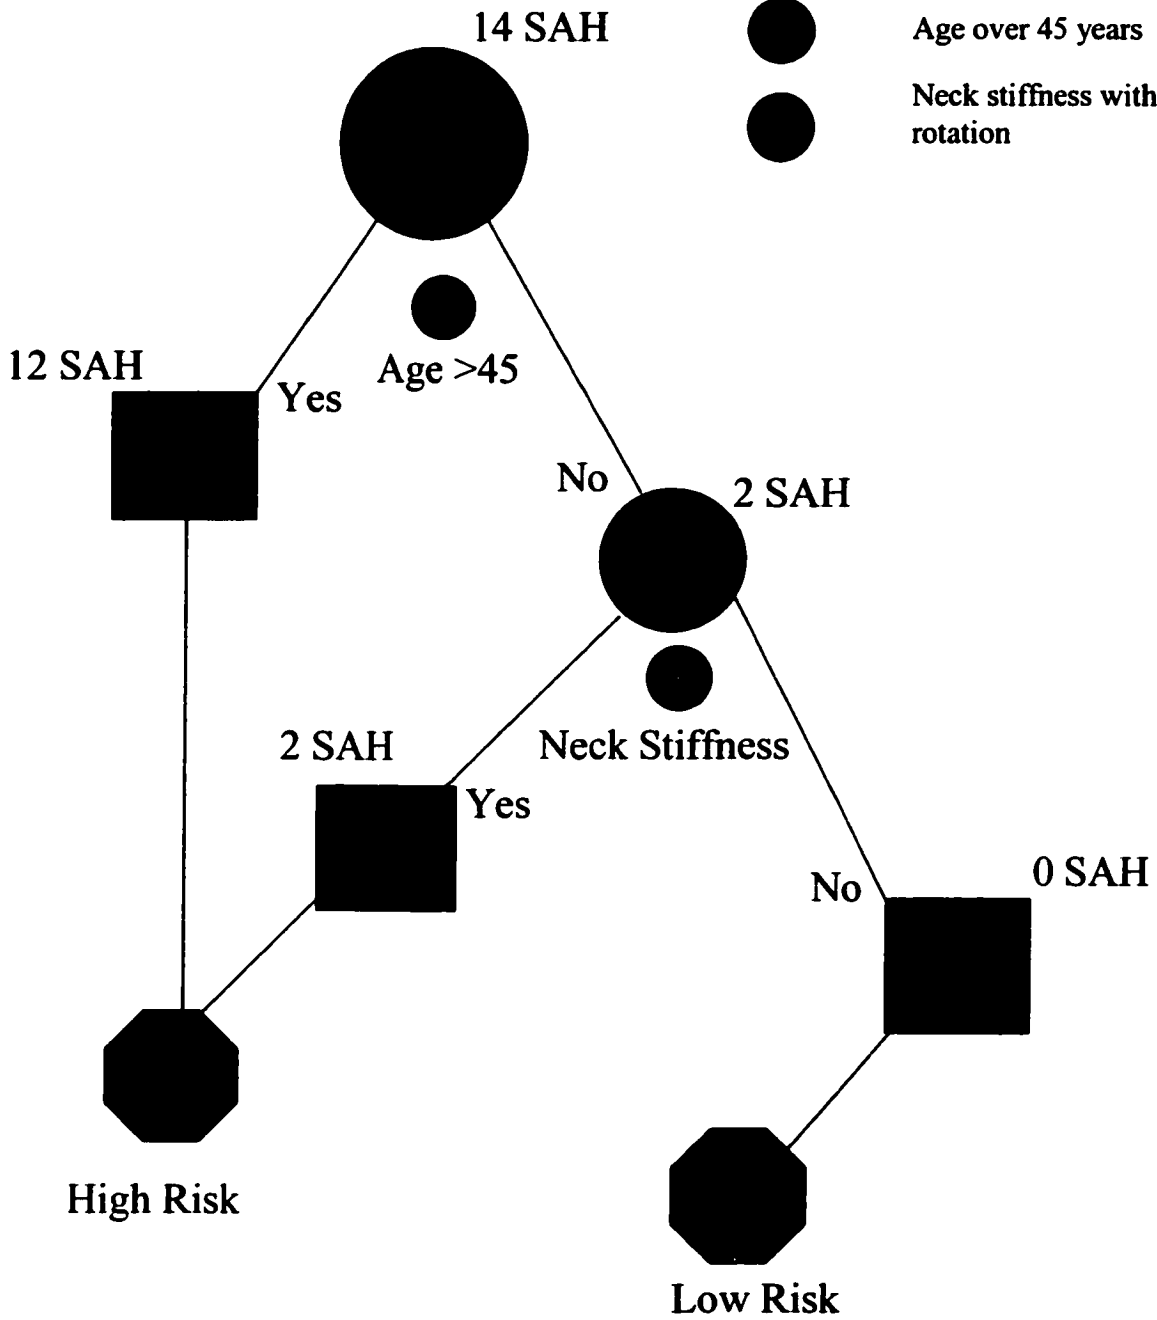 14 SAH
Age over 45 years
Neck stiffness with
rotation
12 SAH
Age >45
Yes
No
2 SAH
2 SAH
Neck Stiffness
Yes
No
0 SAH
High Risk
Low Risk